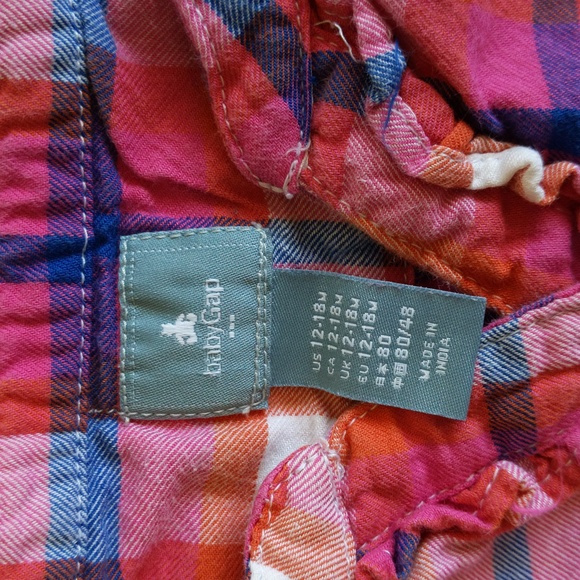 babyGap
US 12-18M
CA 12-18M
UK 12-18M
EU 12-18M
日本 80
中国 80/48
MADE IN
INDIA